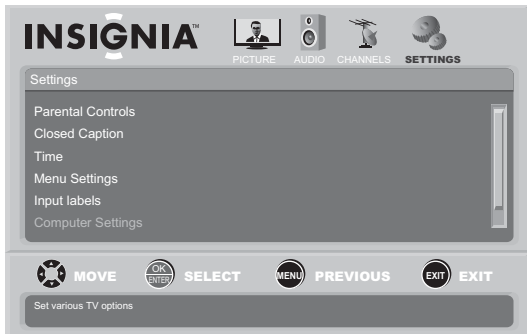 INSIGNIA™
PICTURE AUDIO CHANNELS SETTINGS
Settings
Parental Controls
Closed Caption
Time
Menu Settings
Input labels
Computer Settings
MOVE OK ENTER SELECT MENU PREVIOUS EXIT EXIT
Set various TV options